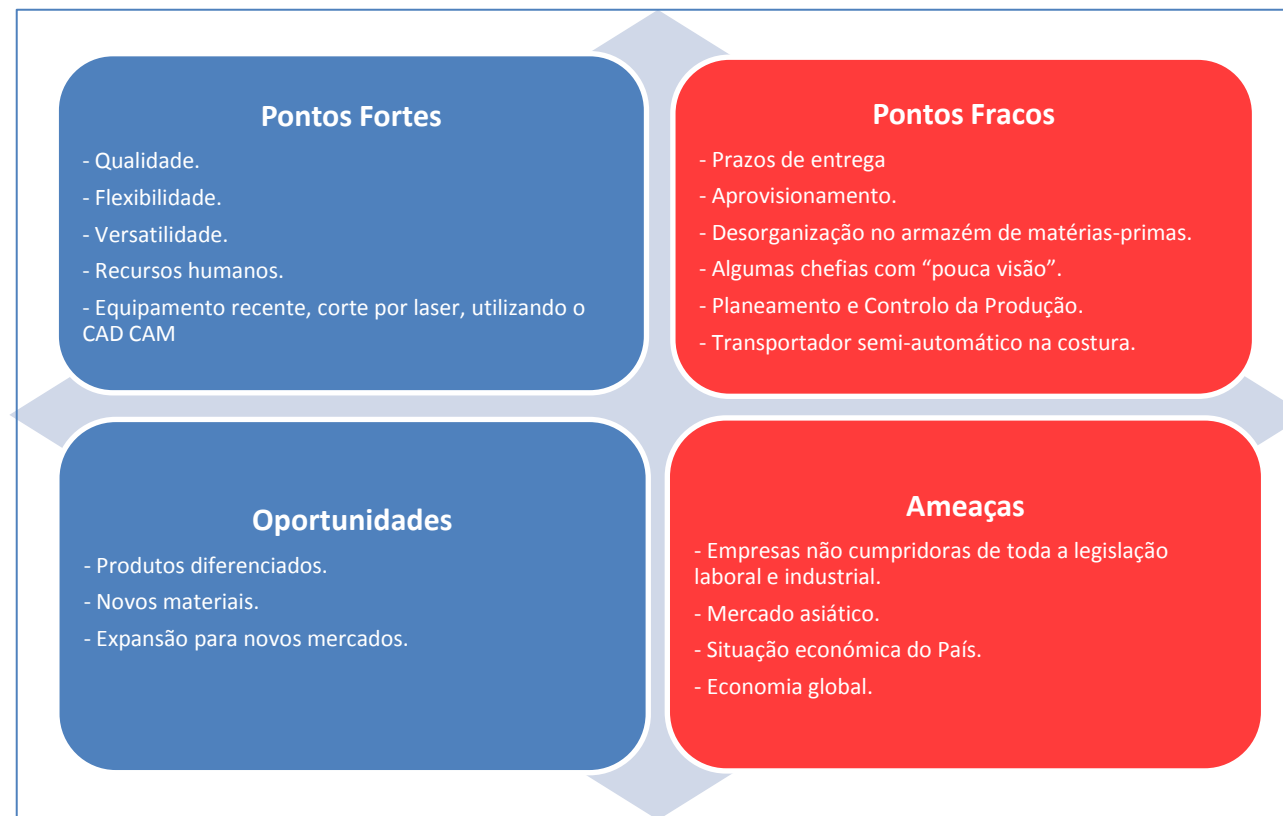 Pontos Fortes
- Qualidade.
- Flexibilidade.
- Versatilidade.
- Recursos humanos.
- Equipamento recente, corte por laser, utilizando o
CAD CAM
Pontos Fracos
- Prazos de entrega
- Aprovisionamento.
- Desorganização no armazém de matérias-primas.
- Algumas chefias com “pouca visão”.
- Planeamento e Controlo da Produção.
- Transportador semi-automático na costura.
Oportunidades
- Produtos diferenciados.
- Novos materiais.
- Expansão para novos mercados.
Ameaças
- Empresas não cumpridoras de toda a legislação
laboral e industrial.
- Mercado asiático.
- Situação económica do País.
- Economia global.